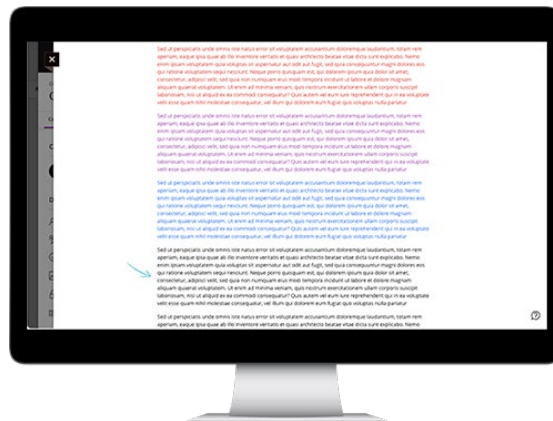 Sed ut perspiciatis unde omnis iste natus error sit voluptatem accusantium doloremque laudantium, totam rem
aperiam, eaque ipsa quae ab illo inventore veritatis et quasi architecto beatae vitae dicta sunt explicabo. Nemo
enim ipsam voluptatem quia voluptas sit aspernatur aut odit aut fugit, sed quia consequuntur magni dolores eos
qui ratione voluptatem sequi nesciunt. Neque porro quisquam est, qui dolorem ipsum quia dolor sit amet,
consectetur, adipisci velit, sed quia non numquam eius modi tempora incidunt ut labore et dolore magnam
aliquam quaerat voluptatem. Ut enim ad minima veniam, quis nostrum exercitationem ullam corporis suscipit
laboriosam, nisi ut aliquid ex ea commodi consequatur? Quis autem vel eum iure reprehenderit qui in ea voluptate
velit esse quam nihil molestiae consequatur, vel illum qui dolorem eum fugiat quo voluptas nulla pariatur
Sed ut perspiciatis unde omnis iste natus error sit voluptatem accusantium doloremque laudantium, totam rem
aperiam, eaque ipsa quae ab illo inventore veritatis et quasi architecto beatae vitae dicta sunt explicabo. Nemo
enim ipsam voluptatem quia voluptas sit aspernatur aut odit aut fugit, sed quia consequuntur magni dolores eos
qui ratione voluptatem sequi nesciunt. Neque porro quisquam est, qui dolorem ipsum quia dolor sit amet,
consectetur, adipisci velit, sed quia non numquam eius modi tempora incidunt ut labore et dolore magnam
aliquam quaerat voluptatem. Ut enim ad minima veniam, quis nostrum exercitationem ullam corporis suscipit
laboriosam, nisi ut aliquid ex ea commodi consequatur? Quis autem vel eum iure reprehenderit qui in ea voluptate
velit esse quam nihil molestiae consequatur, vel illum qui dolorem eum fugiat quo voluptas nulla pariatur
Sed ut perspiciatis unde omnis iste natus error sit voluptatem accusantium doloremque laudantium, totam rem
aperiam, eaque ipsa quae ab illo inventore veritatis et quasi architecto beatae vitae dicta sunt explicabo. Nemo
enim ipsam voluptatem quia voluptas sit aspernatur aut odit aut fugit, sed quia consequuntur magni dolores eos
qui ratione voluptatem sequi nesciunt. Neque porro quisquam est, qui dolorem ipsum quia dolor sit amet,
consectetur, adipisci velit, sed quia non numquam eius modi tempora incidunt ut labore et dolore magnam
aliquam quaerat voluptatem. Ut enim ad minima veniam, quis nostrum exercitationem ullam corporis suscipit
laboriosam, nisi ut aliquid ex ea commodi consequatur? Quis autem vel eum iure reprehenderit qui in ea voluptate
velit esse quam nihil molestiae consequatur, vel illum qui dolorem eum fugiat quo voluptas nulla pariatur
Sed ut perspiciatis unde omnis iste natus error sit voluptatem accusantium doloremque laudantium, totam rem
aperiam, eaque ipsa quae ab illo inventore veritatis et quasi architecto beatae vitae dicta sunt explicabo. Nemo
enim ipsam voluptatem quia voluptas sit aspernatur aut odit aut fugit, sed quia consequuntur magni dolores eos
qui ratione voluptatem sequi nesciunt. Neque porro quisquam est, qui dolorem ipsum quia dolor sit amet,
consectetur, adipisci velit, sed quia non numquam eius modi tempora incidunt ut labore et dolore magnam
aliquam quaerat voluptatem. Ut enim ad minima veniam, quis nostrum exercitationem ullam corporis suscipit
laboriosam, nisi ut aliquid ex ea commodi consequatur? Quis autem vel eum iure reprehenderit qui in ea voluptate
velit esse quam nihil molestiae consequatur, vel illum qui dolorem eum fugiat quo voluptas nulla pariatur
Sed ut perspiciatis unde omnis iste natus error sit voluptatem accusantium doloremque laudantium, totam rem
aperiam, eaque ipsa quae ab illo inventore veritatis et quasi architecto beatae vitae dicta sunt explicabo. Nemo